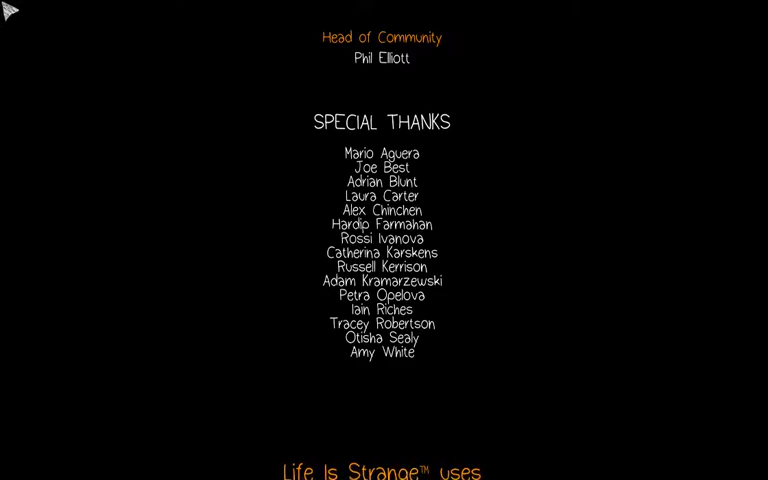 Head of Community
Phil Elliott
SPECIAL THANKS
Mario Aguera
Joe Best
Adrian Blunt
Laura Carter
Alex Chinchen
Hardip Farmahan
Rossi Ivanova
Catherina Karskens
Russell Kerrison
Adam Kramarzewski
Petra Opelova
Iain Riches
Tracey Robertson
Otisha Sealy
Amy White
Life Is Strange™ uses